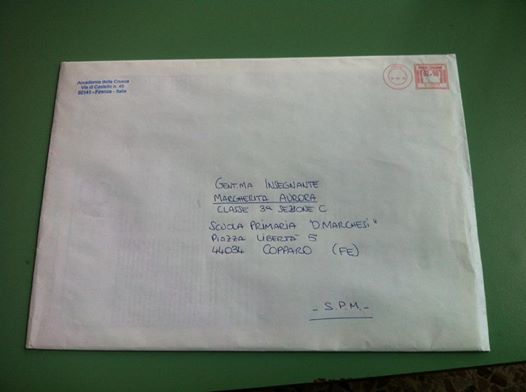 Accademia della Crusca
Via di Castello n. 46
50141 - Firenze - Italia
GENT.MA INSEGNANTE
MARGHERITA AURORA
CLASSE 3ª SEZIONE C
SCUOLA PRIMARIA "O. MARCHESI"
PIAZZA LIBERTÀ 5
44034 COPPARO (FE)
- S.P.M. -